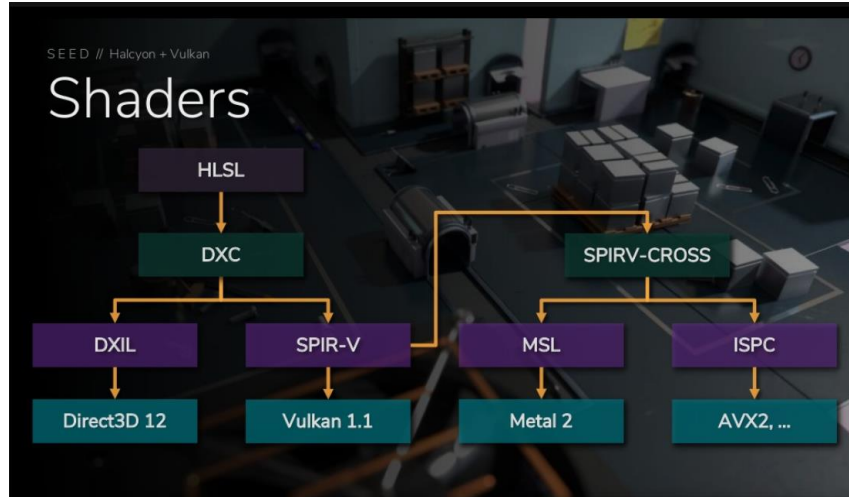 SEED // Halcyon + Vulkan
Shaders
HLSL
DXC
SPIRV-CROSS
DXIL
SPIR-V
MSL
ISPC
Direct3D 12
Vulkan 1.1
Metal 2
AVX2, ...